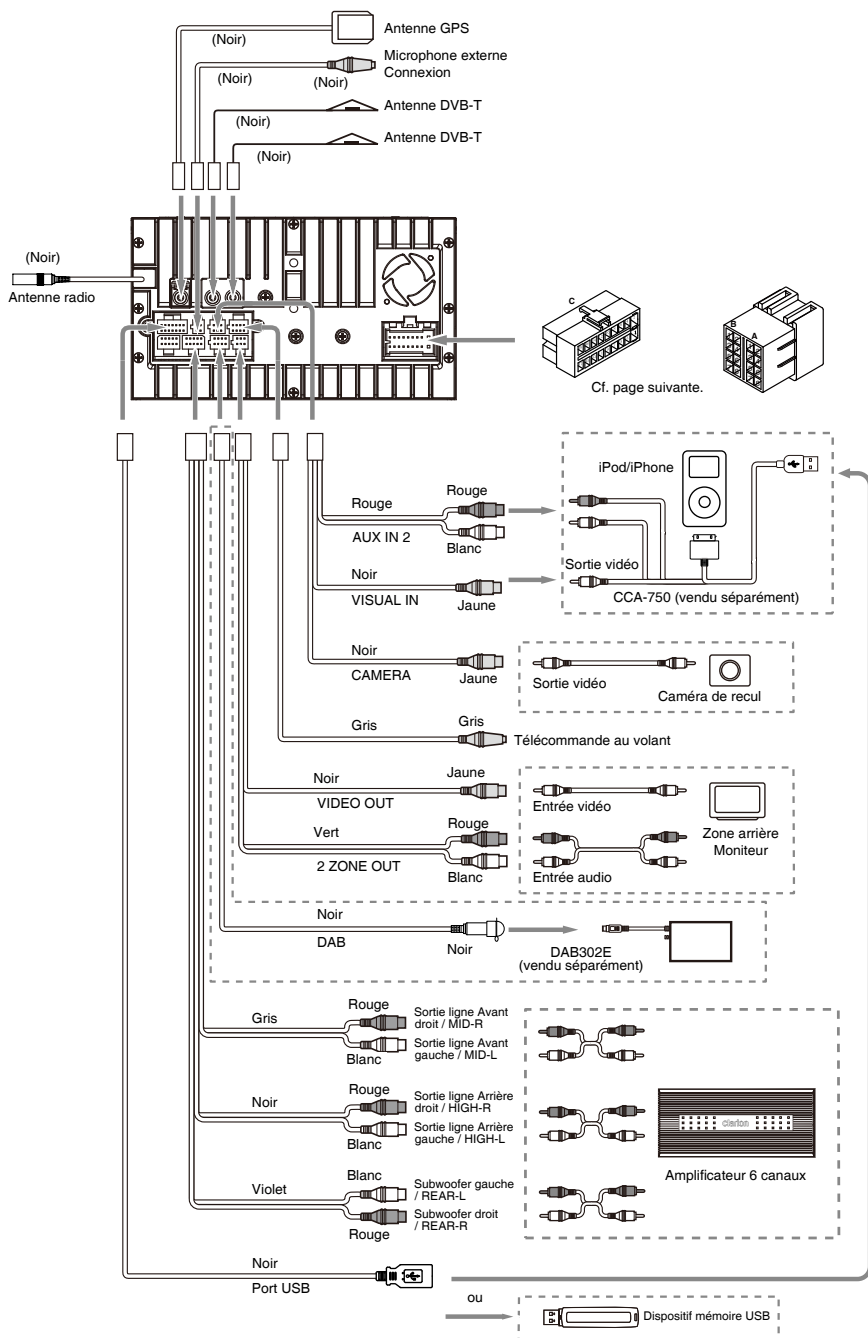 Antenne GPS
(Noir)
Microphone externe
Connexion
(Noir)
(Noir)
Antenne DVB-T
(Noir)
Antenne DVB-T
(Noir)
(Noir)
Antenne radio
C
B
A
Cf. page suivante.
iPod/iPhone
Rouge
Rouge
AUX IN 2
Blanc
Sortie vidéo
Noir
VISUAL IN
Jaune
CCA-750 (vendu séparément)
Noir
CAMERA
Jaune
Sortie vidéo
Caméra de recul
Gris
Gris
Télécommande au volant
Noir
VIDEO OUT
Jaune
Entrée vidéo
Zone arrière
Moniteur
Vert
2 ZONE OUT
Rouge
Blanc
Entrée audio
Noir
DAB
Noir
DAB302E
(vendu séparément)
Gris
Rouge
Sortie ligne Avant
droit / MID-R
Blanc
Sortie ligne Avant
gauche / MID-L
Noir
Rouge
Sortie ligne Arrière
droit / HIGH-R
Blanc
Sortie ligne Arrière
gauche / HIGH-L
Clarion
Amplificateur 6 canaux
Violet
Blanc
Subwoofer gauche
/ REAR-L
Subwoofer droit
/ REAR-R
Rouge
Noir
Port USB
ou
Dispositif mémoire USB